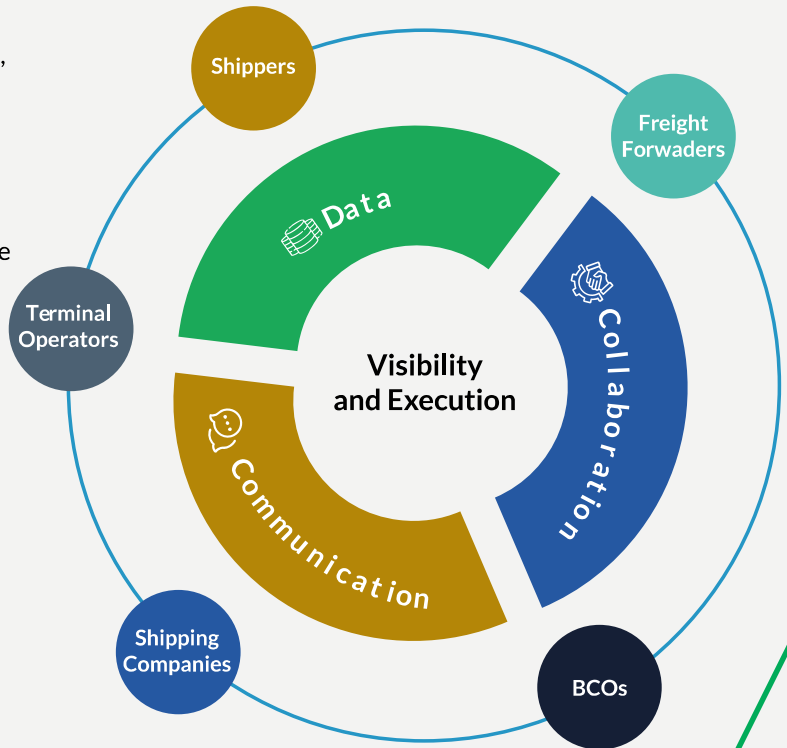 ,
Shippers
Freight
Forwaders
Data
e
Terminal
Operators
Collaboration
Visibility
and Execution
Communication
Shipping
Companies
BCOs